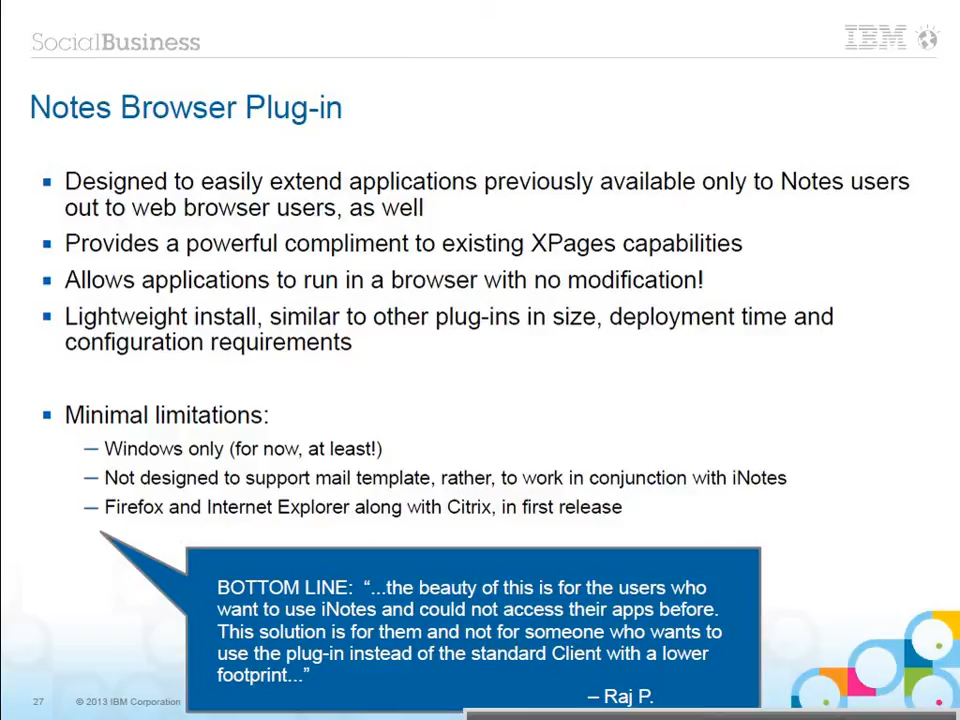 SocialBusiness
IBM
Notes Browser Plug-in
Designed to easily extend applications previously available only to Notes users
out to web browser users, as well
Provides a powerful compliment to existing XPages capabilities
Allows applications to run in a browser with no modification!
Lightweight install, similar to other plug-ins in size, deployment time and
configuration requirements
Minimal limitations:
— Windows only (for now, at least!)
— Not designed to support mail template, rather, to work in conjunction with iNotes
— Firefox and Internet Explorer along with Citrix, in first release
BOTTOM LINE: “...the beauty of this is for the users who
want to use iNotes and could not access their apps before.
This solution is for them and not for someone who wants to
use the plug-in instead of the standard Client with a lower
footprint...”
– Raj P.
27 © 2013 IBM Corporation